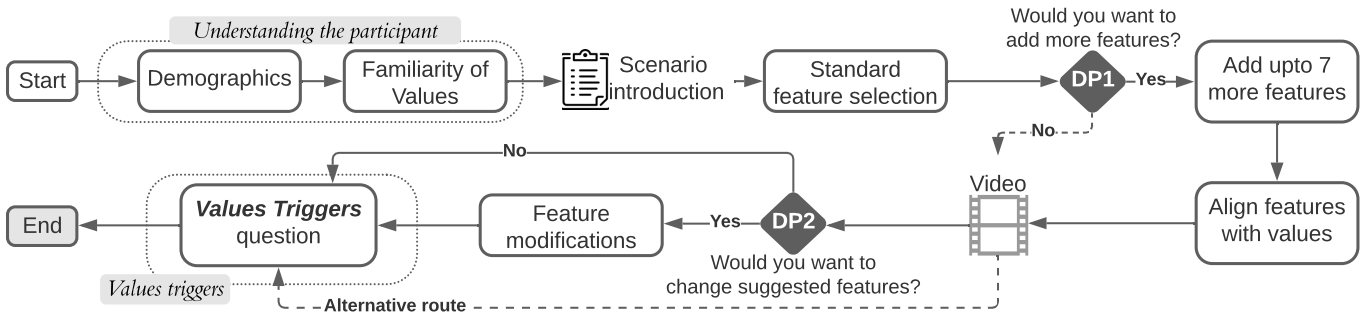 Understanding the participant
Would you want to
add more features?
Start
Demographics
Familiarity of
Values
Scenario
introduction
Standard
feature selection
DP1
Yes
Add upto 7
more features
No
No
Video
End
Values Triggers
question
Feature
modifications
Yes
DP2
Align features
with values
Would you want to
change suggested features?
Values triggers
Alternative route